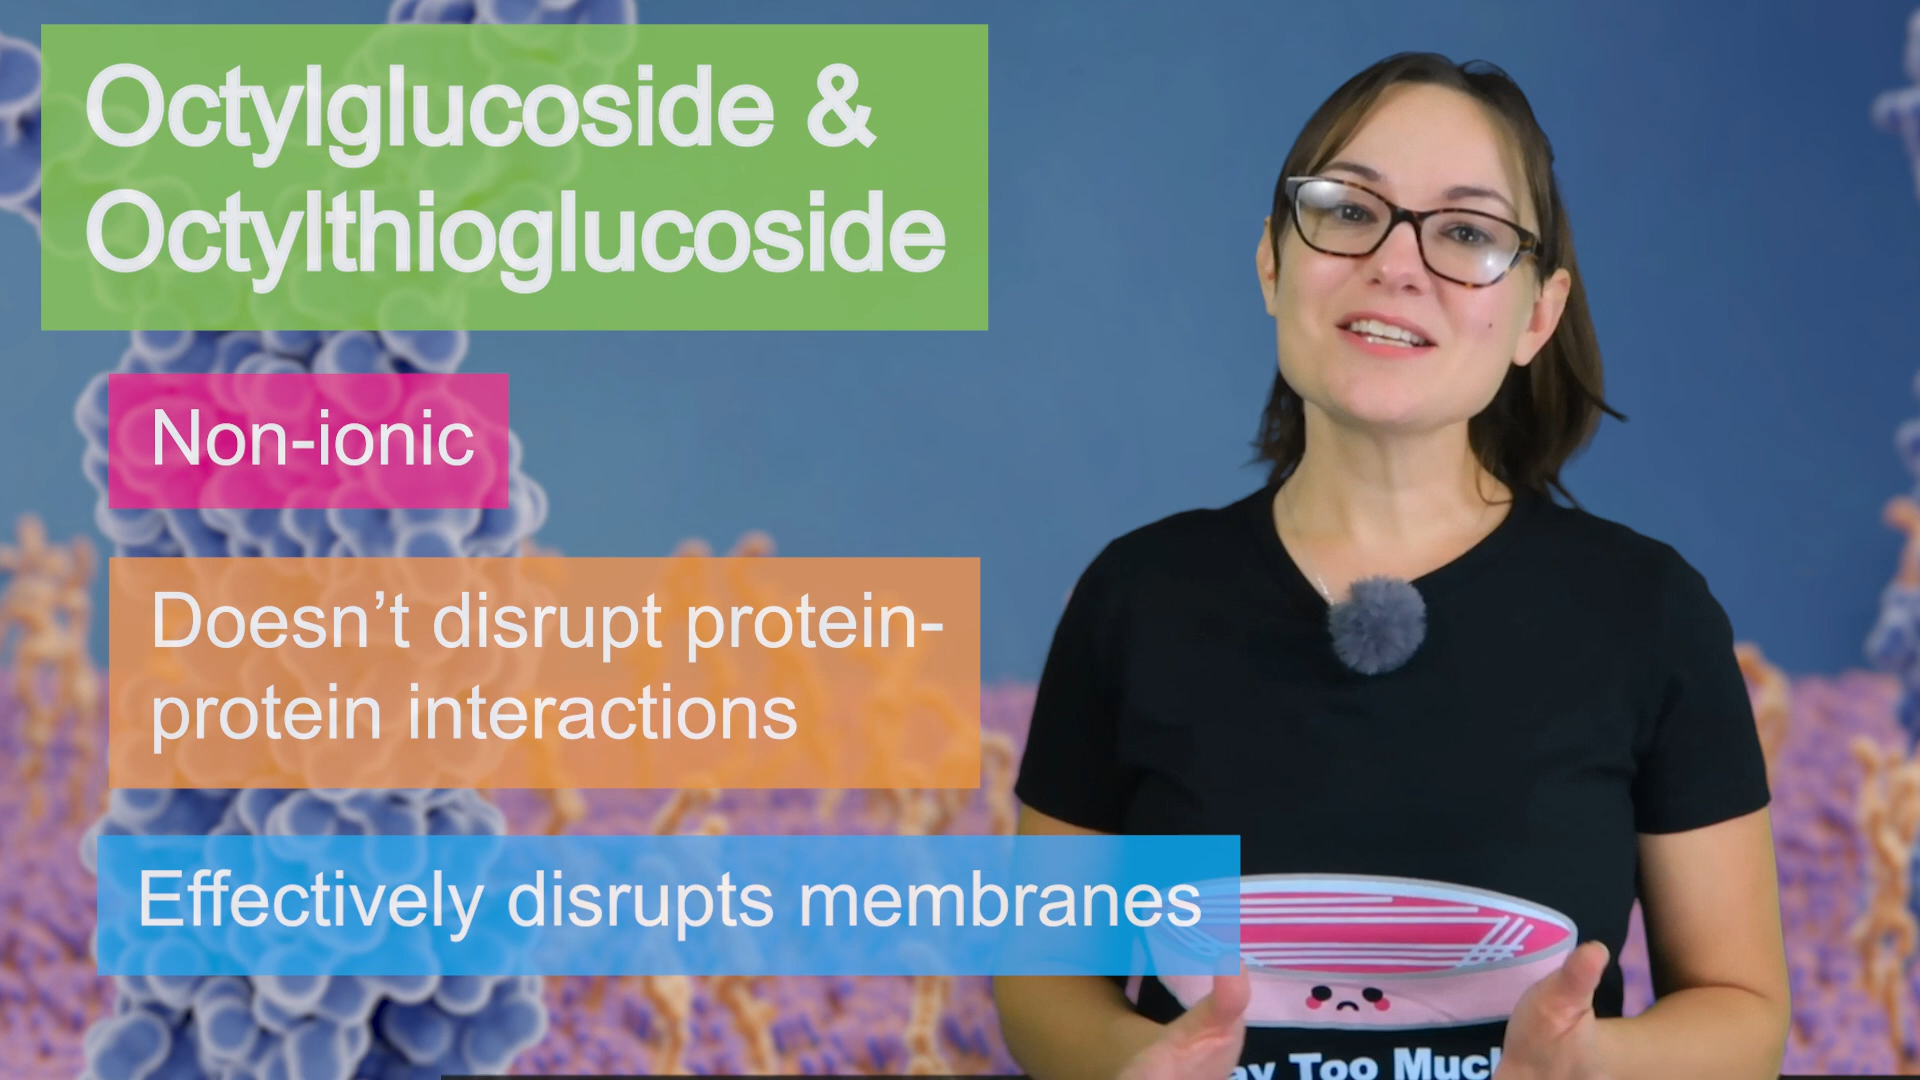 Octylglucoside &
Octylthioglucoside
Non-ionic
Doesn’t disrupt protein-
protein interactions
Effectively disrupts membranes
Too